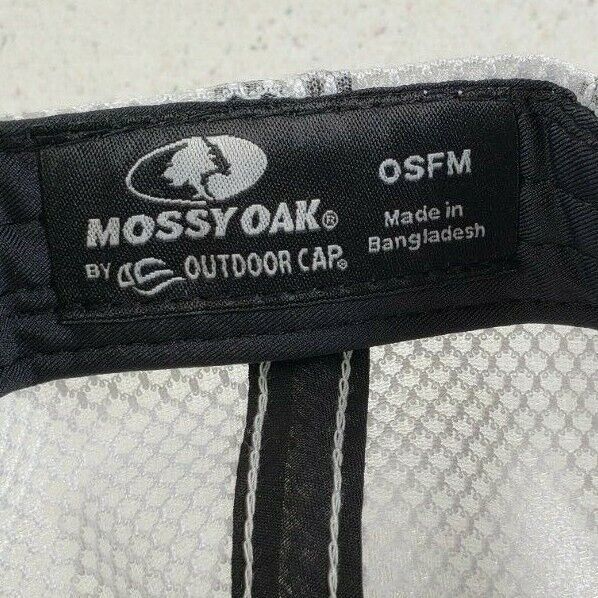 MOSSY OAK®
BY OUTDOOR CAP®
OSFM
Made in
Bangladesh